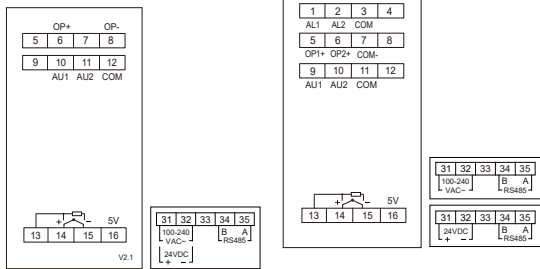 OP+ OP-
5 6 7 8
9 10 11 12
AU1 AU2 COM
+ - 5V
13 14 15 16
V2.1
31 32 33 34 35
100-240 VAC~ B A
RS485
24VDC
+ -
1 2 3 4
AL1 AL2 COM
5 6 7 8
OP1+ OP2+ COM-
9 10 11 12
AU1 AU2 COM
+ - 5V
13 14 15 16
31 32 33 34 35
100-240 B A
VAC~ RS485
31 32 33 34 35
24VDC B A
+ - RS485